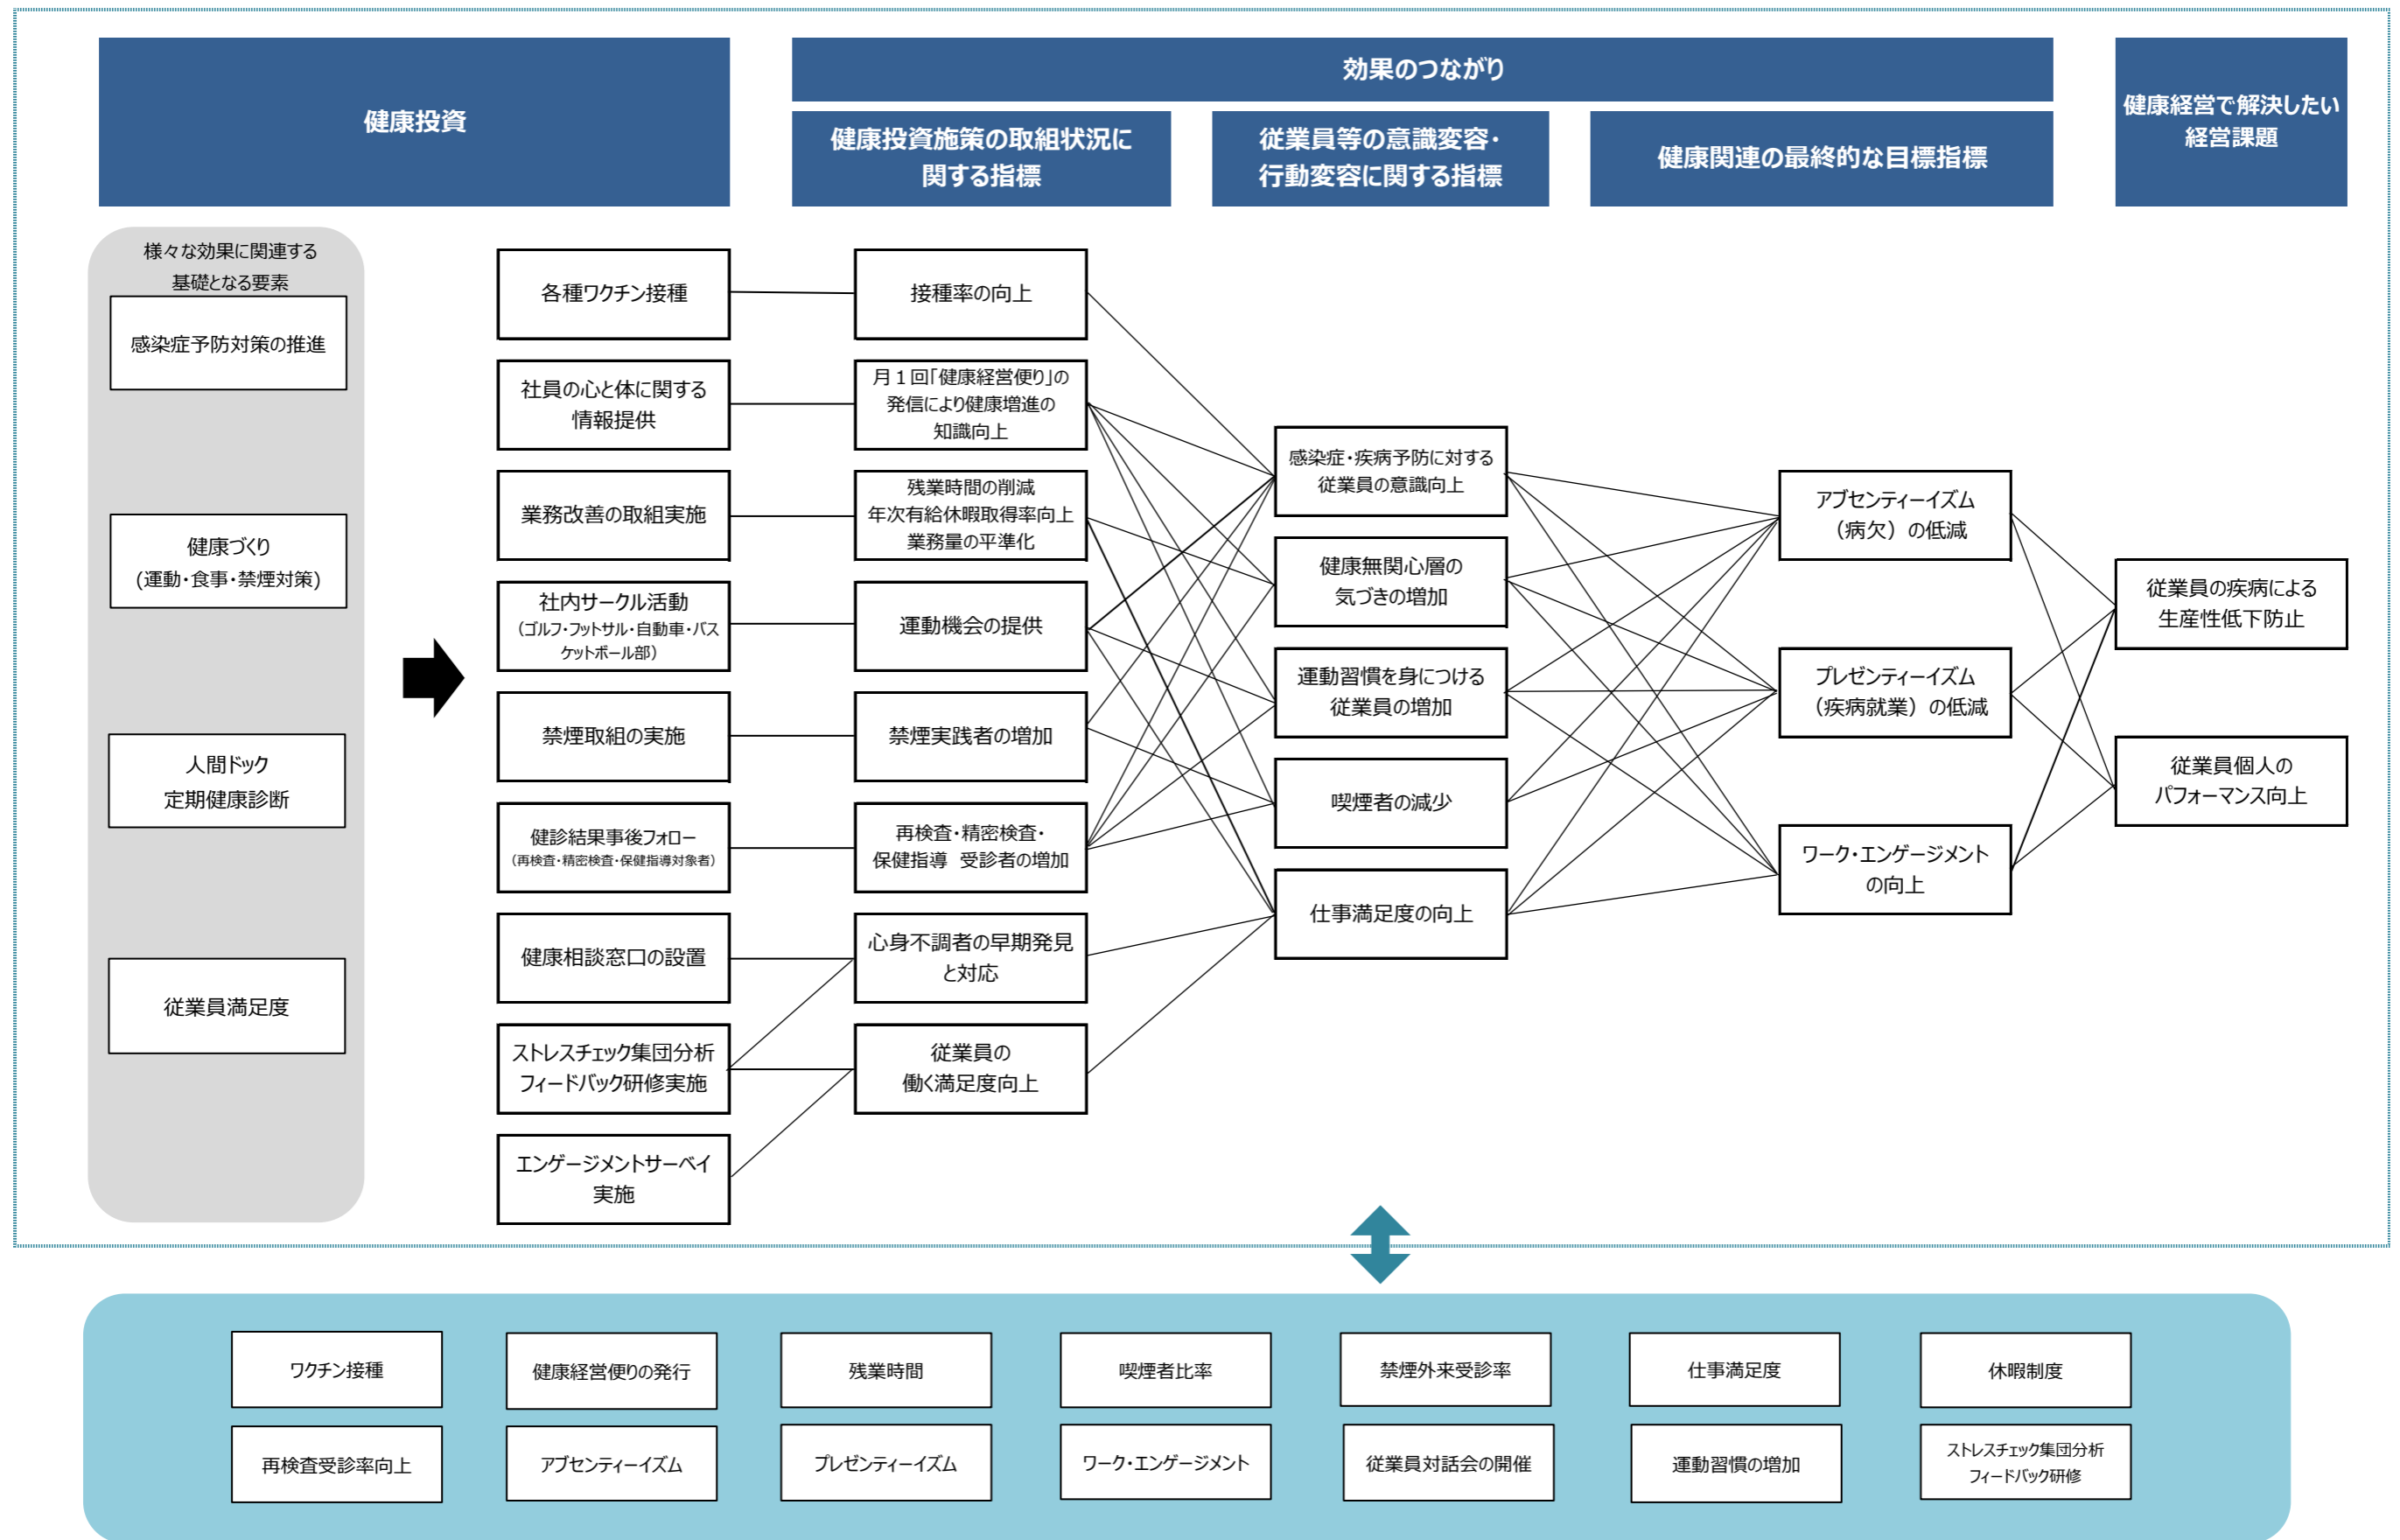 健康投資
効果のつながり
健康経営で解決したい
経営課題
健康投資施策の取組状況に
関する指標
従業員等の意識変容・
行動変容に関する指標
健康関連の最終的な目標指標
様々な効果に関連する
基礎となる要素
感染症予防対策の推進
健康づくり
(運動・食事・禁煙対策)
人間ドック
定期健康診断
従業員満足度
各種ワクチン接種
社員の心と体に関する
情報提供
業務改善の取組実施
社内サークル活動
（ゴルフ・フットサル・自動車・バス
ケットボール部）
禁煙取組の実施
健診結果事後フォロー
（再検査・精密検査・保健指導対象者）
健康相談窓口の設置
ストレスチェック集団分析
フィードバック研修実施
エンゲージメントサーベイ
実施
接種率の向上
月１回「健康経営便り」の
発信により健康増進の
知識向上
残業時間の削減
年次有給休暇取得率向上
業務量の平準化
運動機会の提供
禁煙実践者の増加
再検査・精密検査・
保健指導　受診者の増加
心身不調者の早期発見
と対応
従業員の
働く満足度向上
感染症・疾病予防に対する
従業員の意識向上
健康無関心層の
気づきの増加
運動習慣を身につける
従業員の増加
喫煙者の減少
仕事満足度の向上
アブセンティーイズム
（病欠）の低減
プレゼンティーイズム
（疾病就業）の低減
ワーク・エンゲージメント
の向上
従業員の疾病による
生産性低下防止
従業員個人の
パフォーマンス向上
ワクチン接種
健康経営便りの発行
残業時間
喫煙者比率
禁煙外来受診率
仕事満足度
休暇制度
再検査受診率向上
アブセンティーイズム
プレゼンティーイズム
ワーク・エンゲージメント
従業員対話会の開催
運動習慣の増加
ストレスチェック集団分析
フィードバック研修